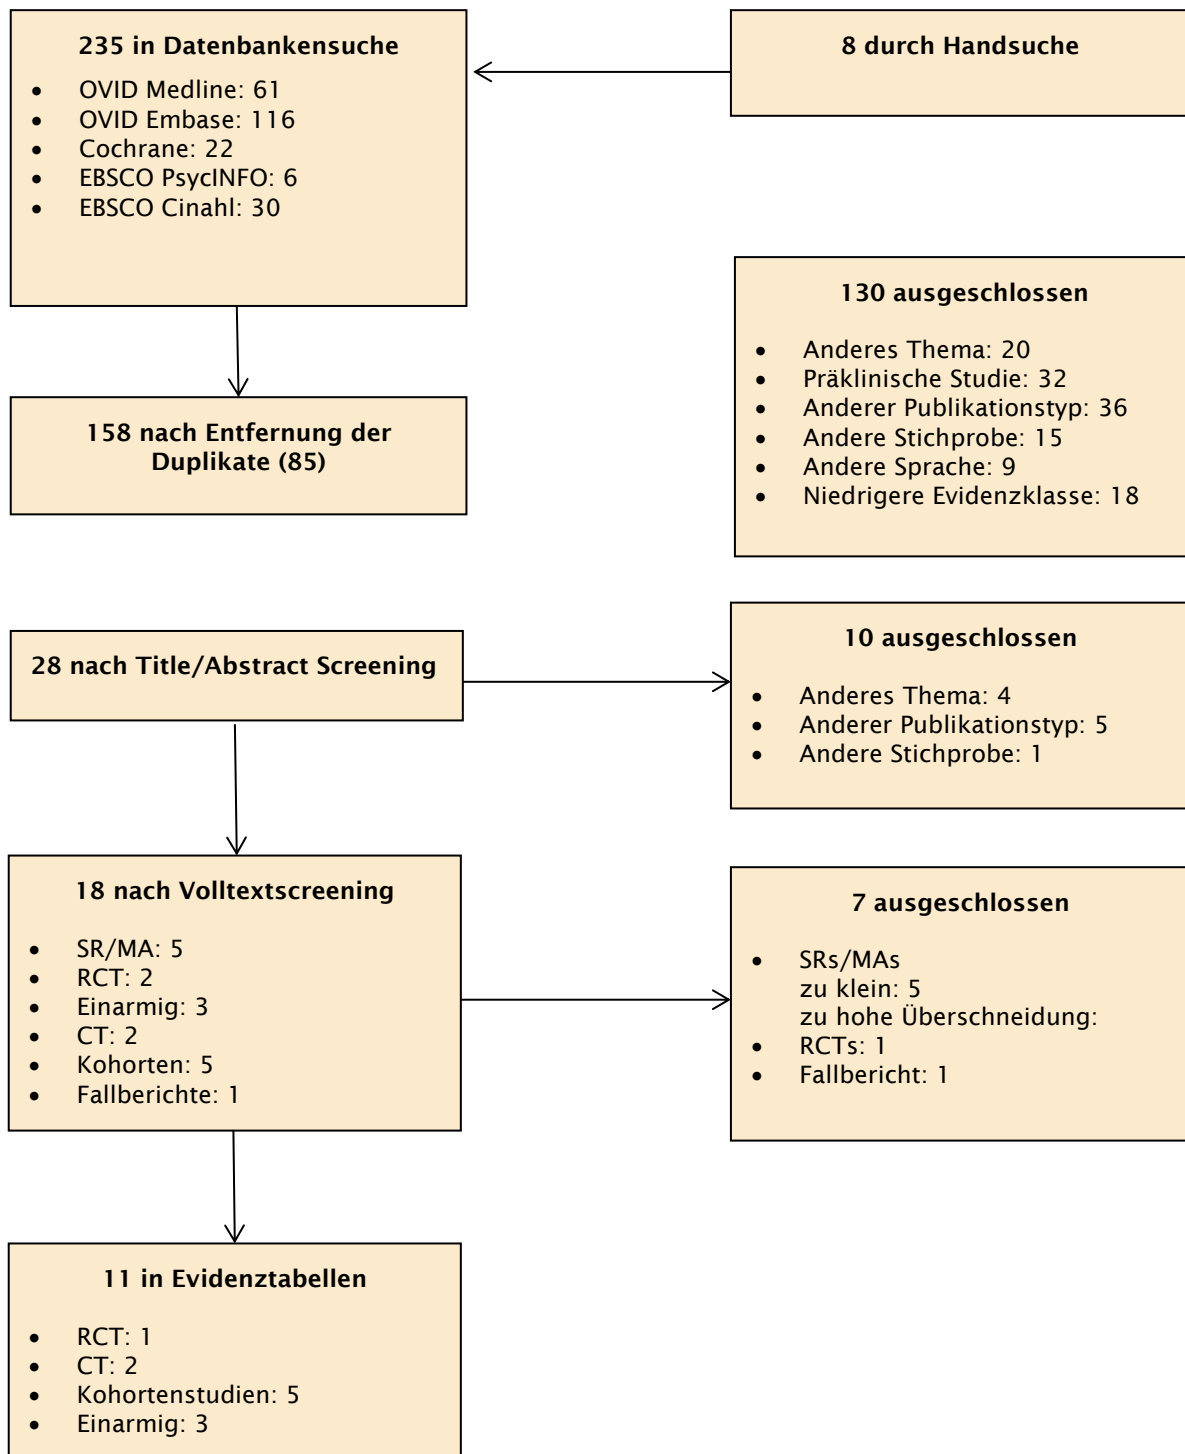 235 in Datenbankensuche
• OVID Medline: 61
• OVID Embase: 116
• Cochrane: 22
• EBSCO PsycINFO: 6
• EBSCO Cinahl: 30
8 durch Handsuche
158 nach Entfernung der
Duplikate (85)
130 ausgeschlossen
• Anderes Thema: 20
• Präklinische Studie: 32
• Anderer Publikationstyp: 36
• Andere Stichprobe: 15
• Andere Sprache: 9
• Niedrigere Evidenzklasse: 18
28 nach Title/Abstract Screening
10 ausgeschlossen
• Anderes Thema: 4
• Anderer Publikationstyp: 5
• Andere Stichprobe: 1
18 nach Volltextscreening
• SR/MA: 5
• RCT: 2
• Einarmig: 3
• CT: 2
• Kohorten: 5
• Fallberichte: 1
7 ausgeschlossen
• SRs/MAs
zu klein: 5
zu hohe Überschneidung:
• RCTs: 1
• Fallbericht: 1
11 in Evidenztabellen
• RCT: 1
• CT: 2
• Kohortenstudien: 5
• Einarmig: 3